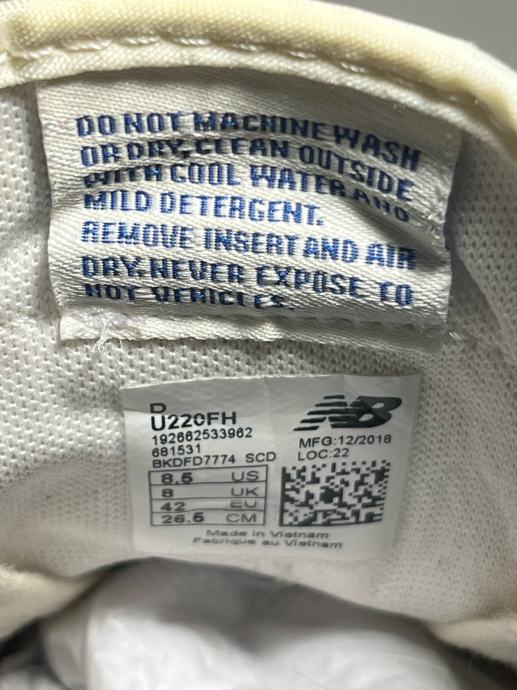 DO NOT MACHINE WASH
OR DRY, CLEAN OUTSIDE
WITH COOL WATER AND
MILD DETERGENT.
REMOVE INSERT AND AIR
DRY. NEVER EXPOSE TO
HOT VEHICLES.
D
U220FH
192662533962
681531
BKDFD7774 SCD
NB
MFG:12/2018
LOC:22
8.5 US
8 UK
42 EU
26.5 CM
Made in Vietnam
Fabrique au Vietnam